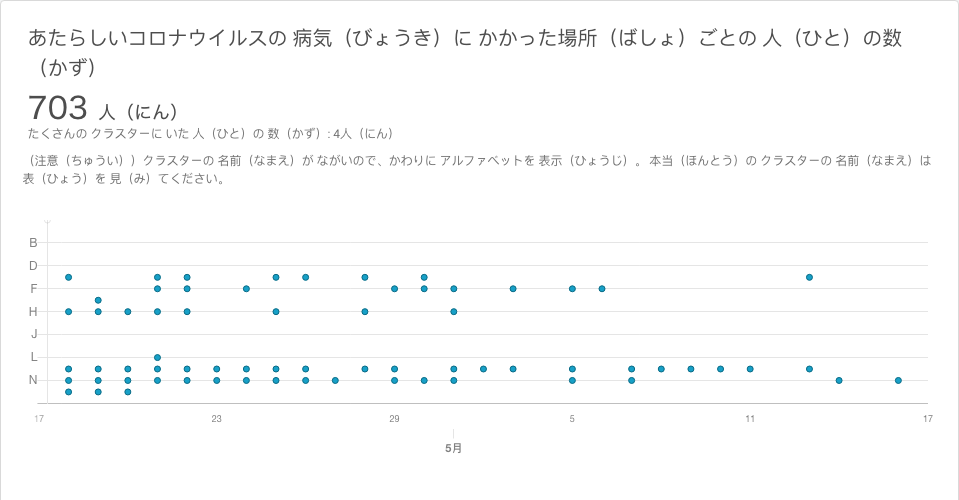 あたらしいコロナウイルスの 病気（びょうき）に かかった場所（ばしょ）ごとの 人（ひと）の数
（かず）
703 人（にん）
たくさんの クラスターに いた 人（ひと）の 数（かず）: 4人（にん）
（注意（ちゅうい））クラスターの 名前（なまえ）が ながいので、かわりに アルファベットを 表示（ひょうじ）。 本当（ほんとう）の クラスターの 名前（なまえ）は
表（ひょう）を 見（み）てください。
B
D
F
H
J
L
N
17 23 29 5 11 17
5月